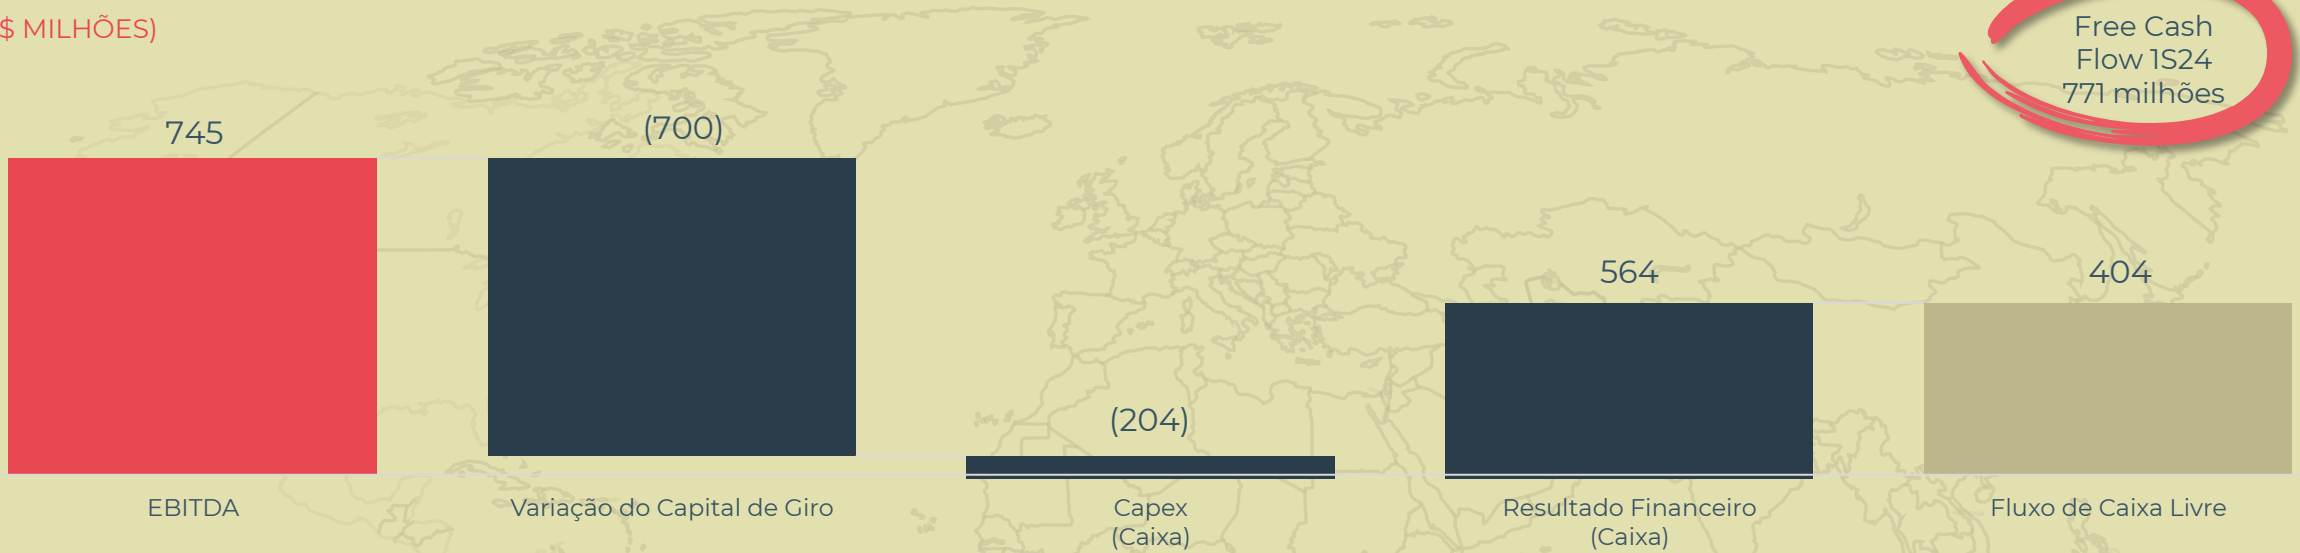 $ MILHÕES)
Free Cash
Flow 1S24
771 milhões
745
(700)
(204)
564
404
EBITDA
Variação do Capital de Giro
Capex
(Caixa)
Resultado Financeiro
(Caixa)
Fluxo de Caixa Livre